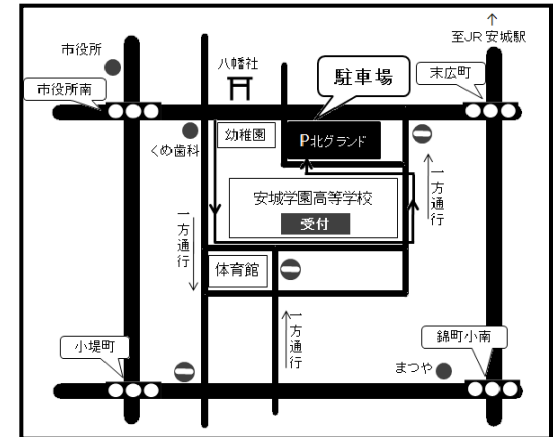 至JR 安城駅
市役所
八幡社
駐車場
末広町
市役所南
幼稚園
P北グランド
くめ歯科
安城学園高等学校
受付
一方通行
一方通行
体育館
一方通行
小堤町
錦町小南
まつや